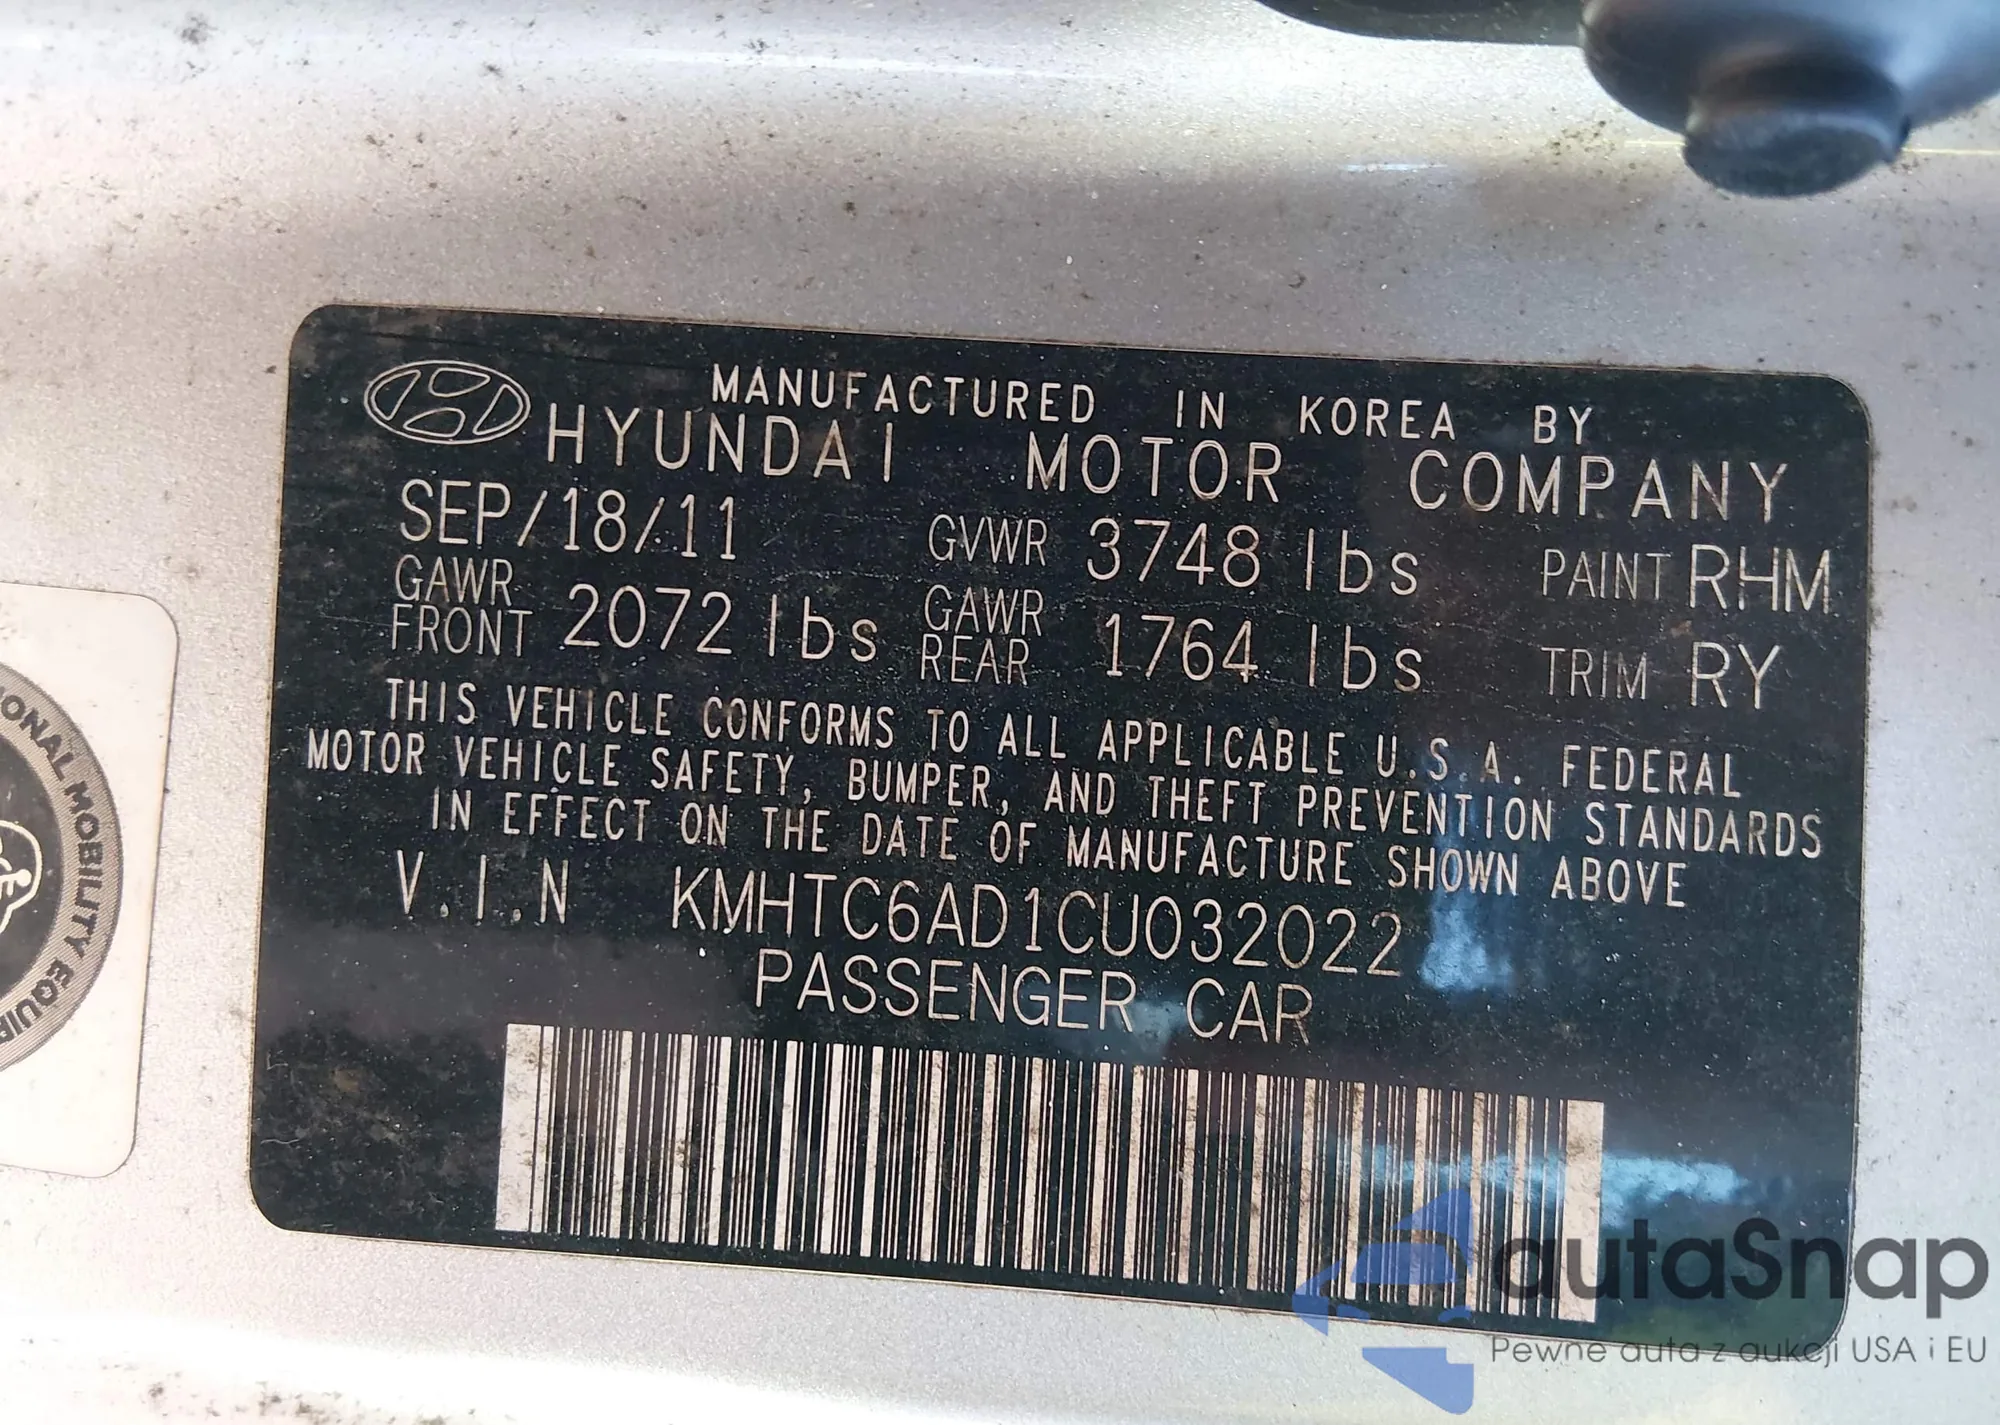 MANUFACTURED IN KOREA BY
HYUNDAI MOTOR COMPANY
SEP/18/11 GVWR 3748 lbs PAINT RHM
GAWR FRONT 2072 lbs GAWR REAR 1764 lbs TRIM RY
THIS VEHICLE CONFORMS TO ALL APPLICABLE U.S.A. FEDERAL
MOTOR VEHICLE SAFETY, BUMPER, AND THEFT PREVENTION STANDARDS
IN EFFECT ON THE DATE OF MANUFACTURE SHOWN ABOVE
V.I.N KMHTC6AD1CU032022
PASSENGER CAR
ONAL MOBILITY EQUIP
autaSnap
Pewne auta z aukcji USA i EU